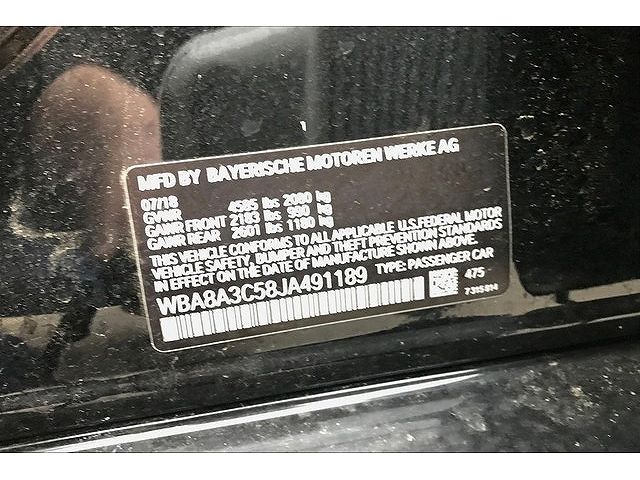 MFD BY BAYERISCHE MOTOREN WERKE AG
07/18
GVWR 4585 lbs 2080 kg
GAWR FRONT 2183 lbs 990 kg
GAWR REAR 2601 lbs 1180 kg
THIS VEHICLE CONFORMS TO ALL APPLICABLE U.S.FEDERAL MOTOR
VEHICLE SAFETY, BUMPER AND THEFT PREVENTION STANDARDS
IN EFFECT ON THE DATE OF MANUFACTURE SHOWN ABOVE.
WBA8A3C58JA491189 TYPE: PASSENGER CAR
475
7315814